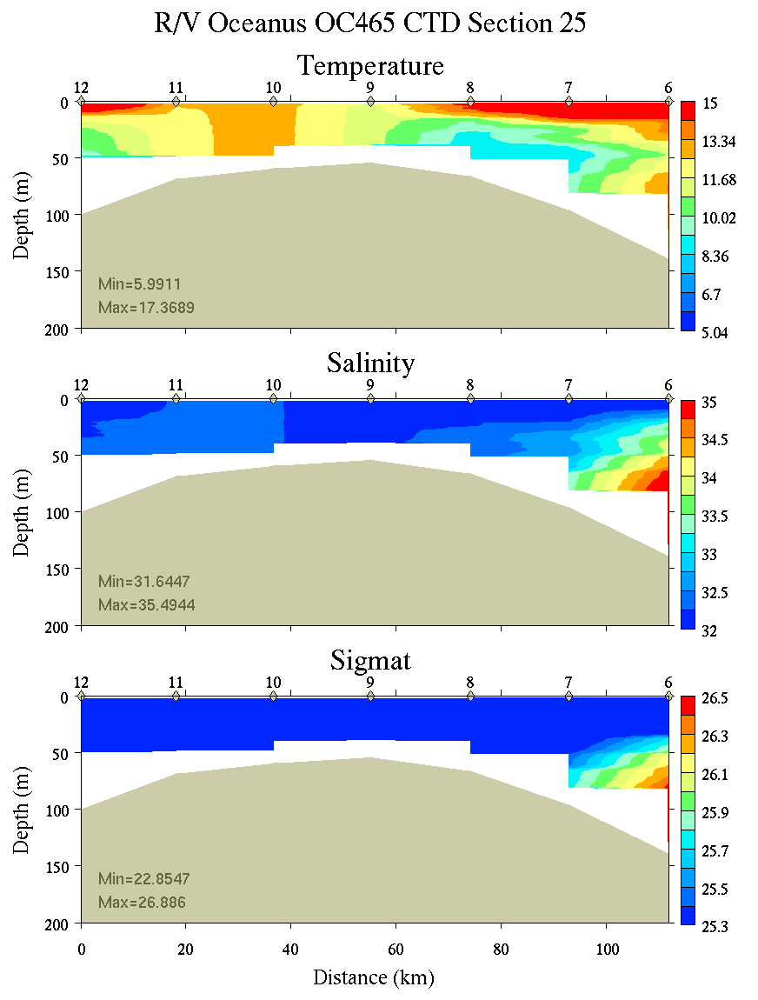 R/V Oceanus OC465 CTD Section 25
Temperature
12 11 10 9 8 7 6
0
50
100
150
200
Depth (m)
Min=5.9911
Max=17.3689
15
13.34
11.68
10.02
8.36
6.7
5.04
Salinity
12 11 10 9 8 7 6
0
50
100
150
200
Depth (m)
Min=31.6447
Max=35.4944
35
34.5
34
33.5
33
32.5
32
Sigmat
12 11 10 9 8 7 6
0
50
100
150
200
Depth (m)
Min=22.8547
Max=26.886
26.5
26.3
26.1
25.9
25.7
25.5
25.3
0 20 40 60 80 100
Distance (km)